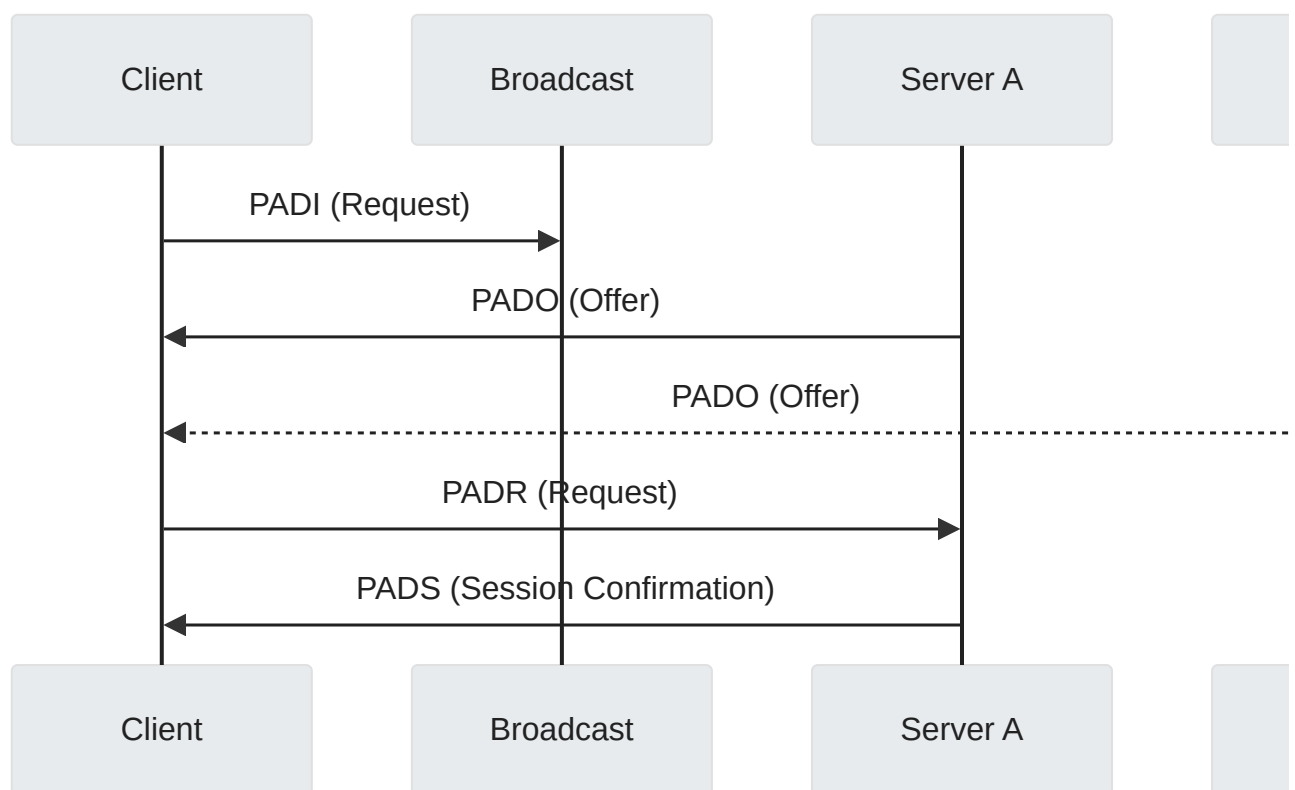 Client
Broadcast
Server A
PADI (Request)
PADO (Offer)
PADO (Offer)
PADR (Request)
PADS (Session Confirmation)
Client
Broadcast
Server A